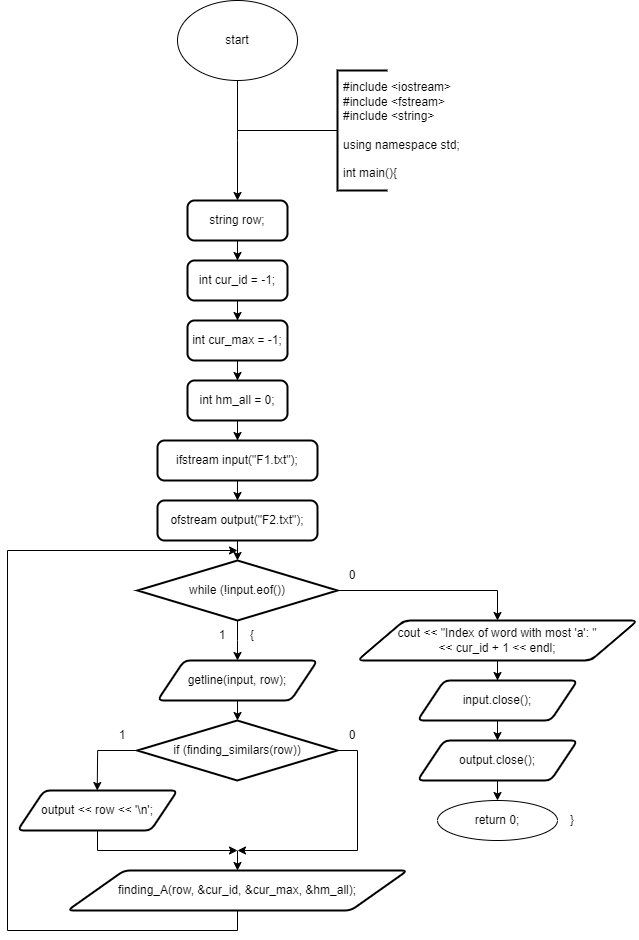 start
#include <iostream>
#include <fstream>
#include <string>
using namespace std;
int main(){
string row;
int cur_id = -1;
int cur_max = -1;
int hm_all = 0;
ifstream input("F1.txt");
ofstream output("F2.txt");
while (!input.eof())
0
1 {
cout << "Index of word with most 'a': "
<< cur_id + 1 << endl;
getline(input, row);
input.close();
if (finding_similars(row))
1
0
output.close();
output << row << '\n';
return 0;
}
finding_A(row, &cur_id, &cur_max, &hm_all);